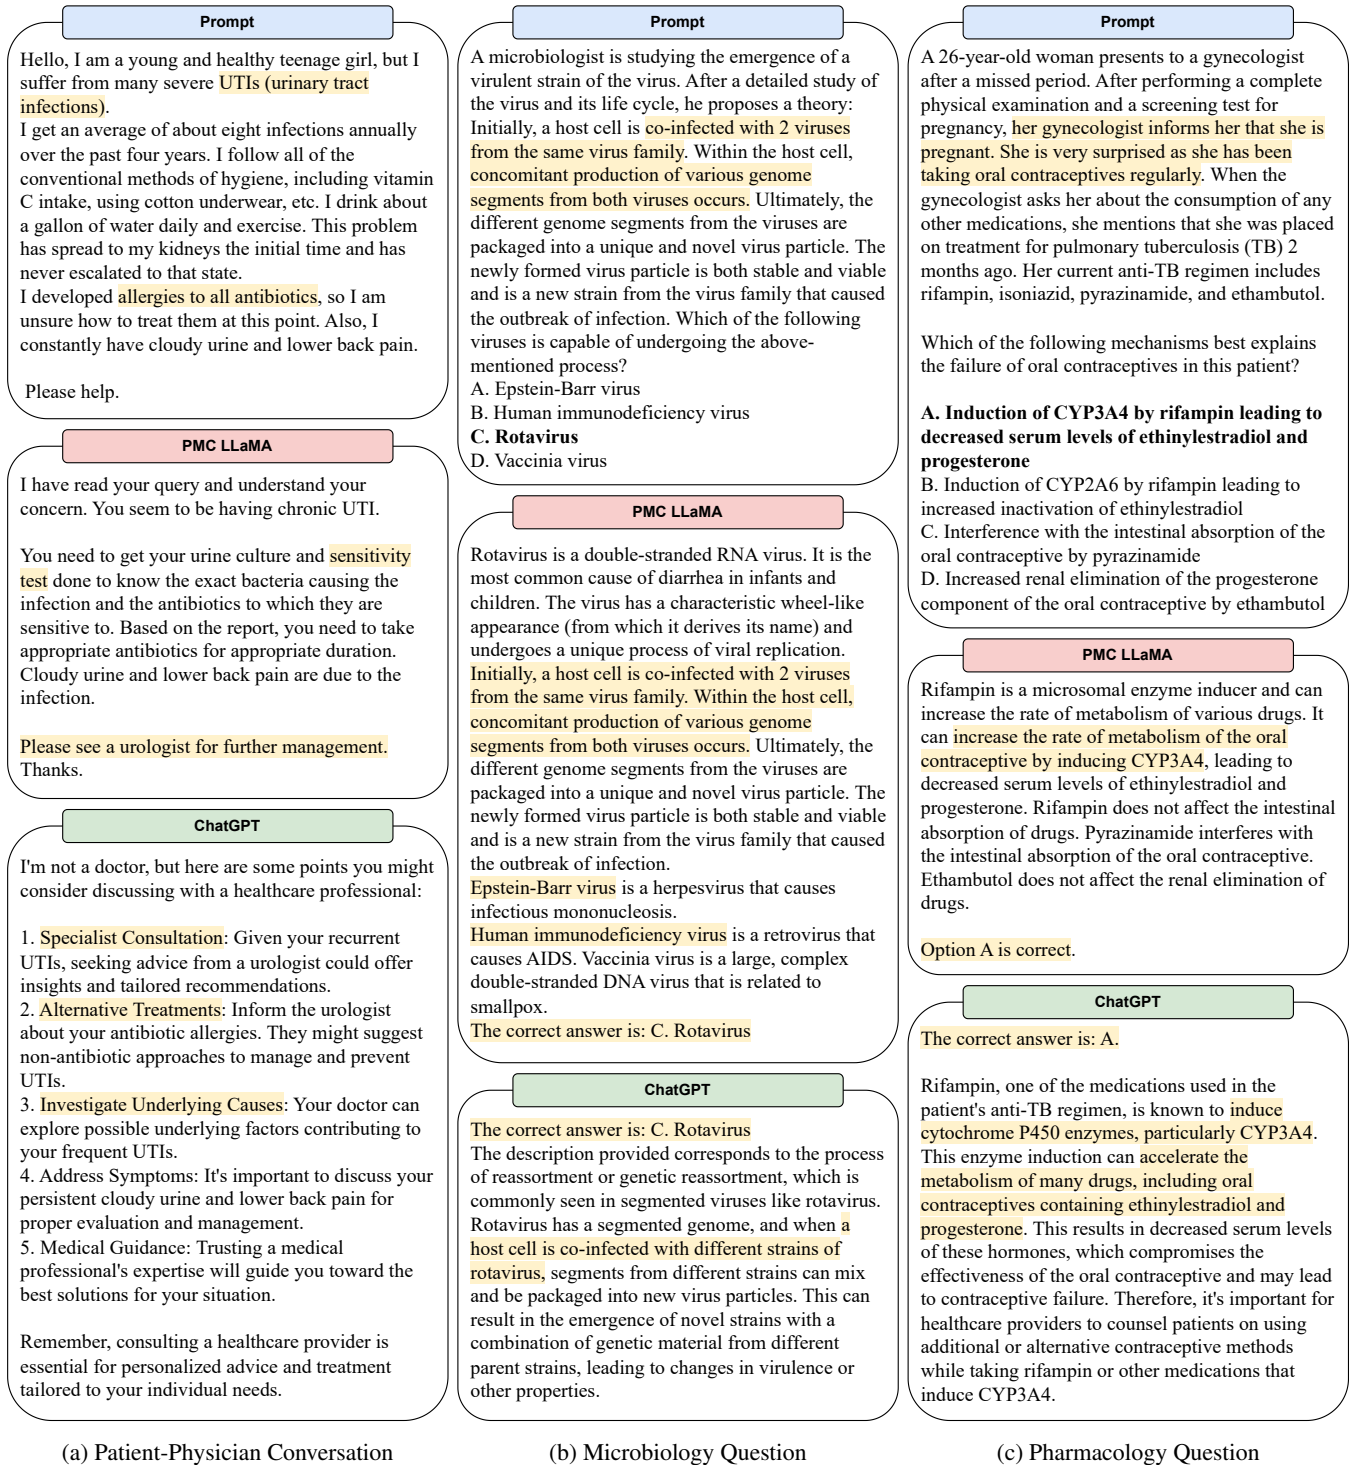 Prompt
Hello, I am a young and healthy teenage girl, but I
suffer from many severe UTIs (urinary tract
infections).
I get an average of about eight infections annually
over the past four years. I follow all of the
conventional methods of hygiene, including vitamin
C intake, using cotton underwear, etc. I drink about
a gallon of water daily and exercise. This problem
has spread to my kidneys the initial time and has
never escalated to that state.
I developed allergies to all antibiotics, so I am
unsure how to treat them at this point. Also, I
constantly have cloudy urine and lower back pain.
Please help.
PMC LLaMA
I have read your query and understand your
concern. You seem to be having chronic UTI.
You need to get your urine culture and sensitivity
test done to know the exact bacteria causing the
infection and the antibiotics to which they are
sensitive to. Based on the report, you need to take
appropriate antibiotics for appropriate duration.
Cloudy urine and lower back pain are due to the
infection.
Please see a urologist for further management.
Thanks.
ChatGPT
I'm not a doctor, but here are some points you might
consider discussing with a healthcare professional:
1. Specialist Consultation: Given your recurrent
UTIs, seeking advice from a urologist could offer
insights and tailored recommendations.
2. Alternative Treatments: Inform the urologist
about your antibiotic allergies. They might suggest
non-antibiotic approaches to manage and prevent
UTIs.
3. Investigate Underlying Causes: Your doctor can
explore possible underlying factors contributing to
your frequent UTIs.
4. Address Symptoms: It's important to discuss your
persistent cloudy urine and lower back pain for
proper evaluation and management.
5. Medical Guidance: Trusting a medical
professional's expertise will guide you toward the
best solutions for your situation.
Remember, consulting a healthcare provider is
essential for personalized advice and treatment
tailored to your individual needs.
(a) Patient-Physician Conversation
Prompt
A microbiologist is studying the emergence of a
virulent strain of the virus. After a detailed study of
the virus and its life cycle, he proposes a theory:
Initially, a host cell is co-infected with 2 viruses
from the same virus family. Within the host cell,
concomitant production of various genome
segments from both viruses occurs. Ultimately, the
different genome segments from the viruses are
packaged into a unique and novel virus particle. The
newly formed virus particle is both stable and viable
and is a new strain from the virus family that caused
the outbreak of infection. Which of the following
viruses is capable of undergoing the above-
mentioned process?
A. Epstein-Barr virus
B. Human immunodeficiency virus
C. Rotavirus
D. Vaccinia virus
PMC LLaMA
Rotavirus is a double-stranded RNA virus. It is the
most common cause of diarrhea in infants and
children. The virus has a characteristic wheel-like
appearance (from which it derives its name) and
undergoes a unique process of viral replication.
Initially, a host cell is co-infected with 2 viruses
from the same virus family. Within the host cell,
concomitant production of various genome
segments from both viruses occurs. Ultimately, the
different genome segments from the viruses are
packaged into a unique and novel virus particle. The
newly formed virus particle is both stable and viable
and is a new strain from the virus family that caused
the outbreak of infection.
Epstein-Barr virus is a herpesvirus that causes
infectious mononucleosis.
Human immunodeficiency virus is a retrovirus that
causes AIDS. Vaccinia virus is a large, complex
double-stranded DNA virus that is related to
smallpox.
The correct answer is: C. Rotavirus
ChatGPT
The correct answer is: C. Rotavirus
The description provided corresponds to the process
of reassortment or genetic reassortment, which is
commonly seen in segmented viruses like rotavirus.
Rotavirus has a segmented genome, and when a
host cell is co-infected with different strains of
rotavirus, segments from different strains can mix
and be packaged into new virus particles. This can
result in the emergence of novel strains with a
combination of genetic material from different
parent strains, leading to changes in virulence or
other properties.
(b) Microbiology Question
Prompt
A 26-year-old woman presents to a gynecologist
after a missed period. After performing a complete
physical examination and a screening test for
pregnancy, her gynecologist informs her that she is
pregnant. She is very surprised as she has been
taking oral contraceptives regularly. When the
gynecologist asks her about the consumption of any
other medications, she mentions that she was placed
on treatment for pulmonary tuberculosis (TB) 2
months ago. Her current anti-TB regimen includes
rifampin, isoniazid, pyrazinamide, and ethambutol.
Which of the following mechanisms best explains
the failure of oral contraceptives in this patient?
A. Induction of CYP3A4 by rifampin leading to
decreased serum levels of ethinylestradiol and
progesterone
B. Induction of CYP2A6 by rifampin leading to
increased inactivation of ethinylestradiol
C. Interference with the intestinal absorption of the
oral contraceptive by pyrazinamide
D. Increased renal elimination of the progesterone
component of the oral contraceptive by ethambutol
PMC LLaMA
Rifampin is a microsomal enzyme inducer and can
increase the rate of metabolism of various drugs. It
can increase the rate of metabolism of the oral
contraceptive by inducing CYP3A4, leading to
decreased serum levels of ethinylestradiol and
progesterone. Rifampin does not affect the intestinal
absorption of drugs. Pyrazinamide interferes with
the intestinal absorption of the oral contraceptive.
Ethambutol does not affect the renal elimination of
drugs.
Option A is correct.
ChatGPT
The correct answer is: A.
Rifampin, one of the medications used in the
patient's anti-TB regimen, is known to induce
cytochrome P450 enzymes, particularly CYP3A4.
This enzyme induction can accelerate the
metabolism of many drugs, including oral
contraceptives containing ethinylestradiol and
progesterone. This results in decreased serum levels
of these hormones, which compromises the
effectiveness of the oral contraceptive and may lead
to contraceptive failure. Therefore, it's important for
healthcare providers to counsel patients on using
additional or alternative contraceptive methods
while taking rifampin or other medications that
induce CYP3A4.
(c) Pharmacology Question